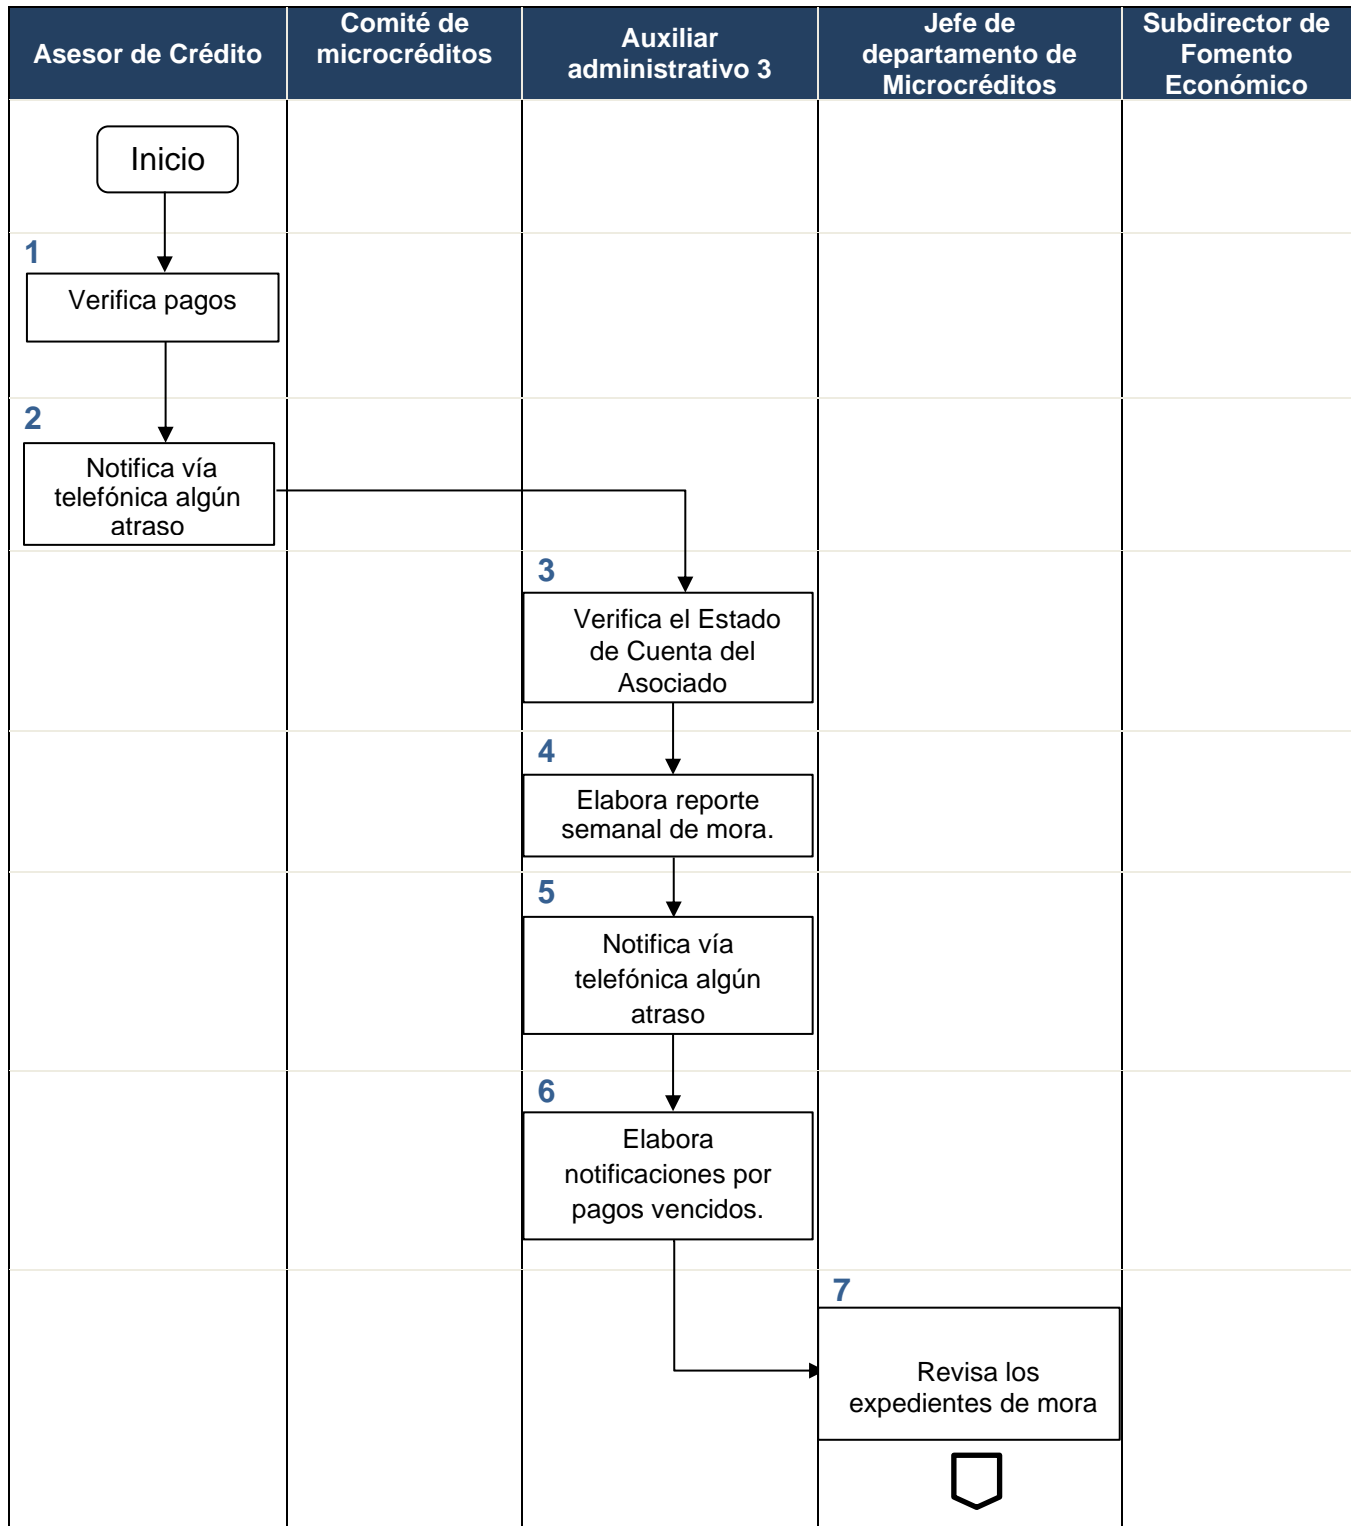 Asesor de Crédito
Comité de
microcréditos
Auxiliar
administrativo 3
Jefe de
departamento de
Microcréditos
Subdirector de
Fomento
Económico
Inicio
1
Verifica pagos
2
Notifica vía
telefónica algún
atraso
3
Verifica el Estado
de Cuenta del
Asociado
4
Elabora reporte
semanal de mora.
5
Notifica vía
telefónica algún
atraso
6
Elabora
notificaciones por
pagos vencidos.
7
Revisa los
expedientes de mora